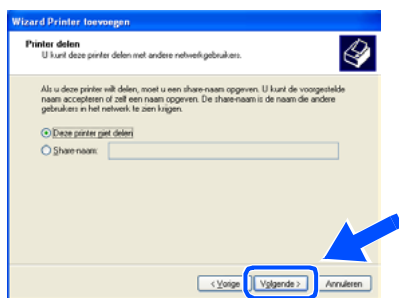 Wizard Printer toevoegen
Printer delen
U kunt deze printer delen met andere netwerkgebruikers.
Als u deze printer wilt delen, moet u een share-naam opgeven. U kunt de voorgestelde
naam accepteren of zelf een naam opgeven. De share-naam is de naam die andere
gebruikers in het netwerk te zien krijgen.
Deze printer niet delen
Share-naam:
< Vorige Volgende > Annuleren